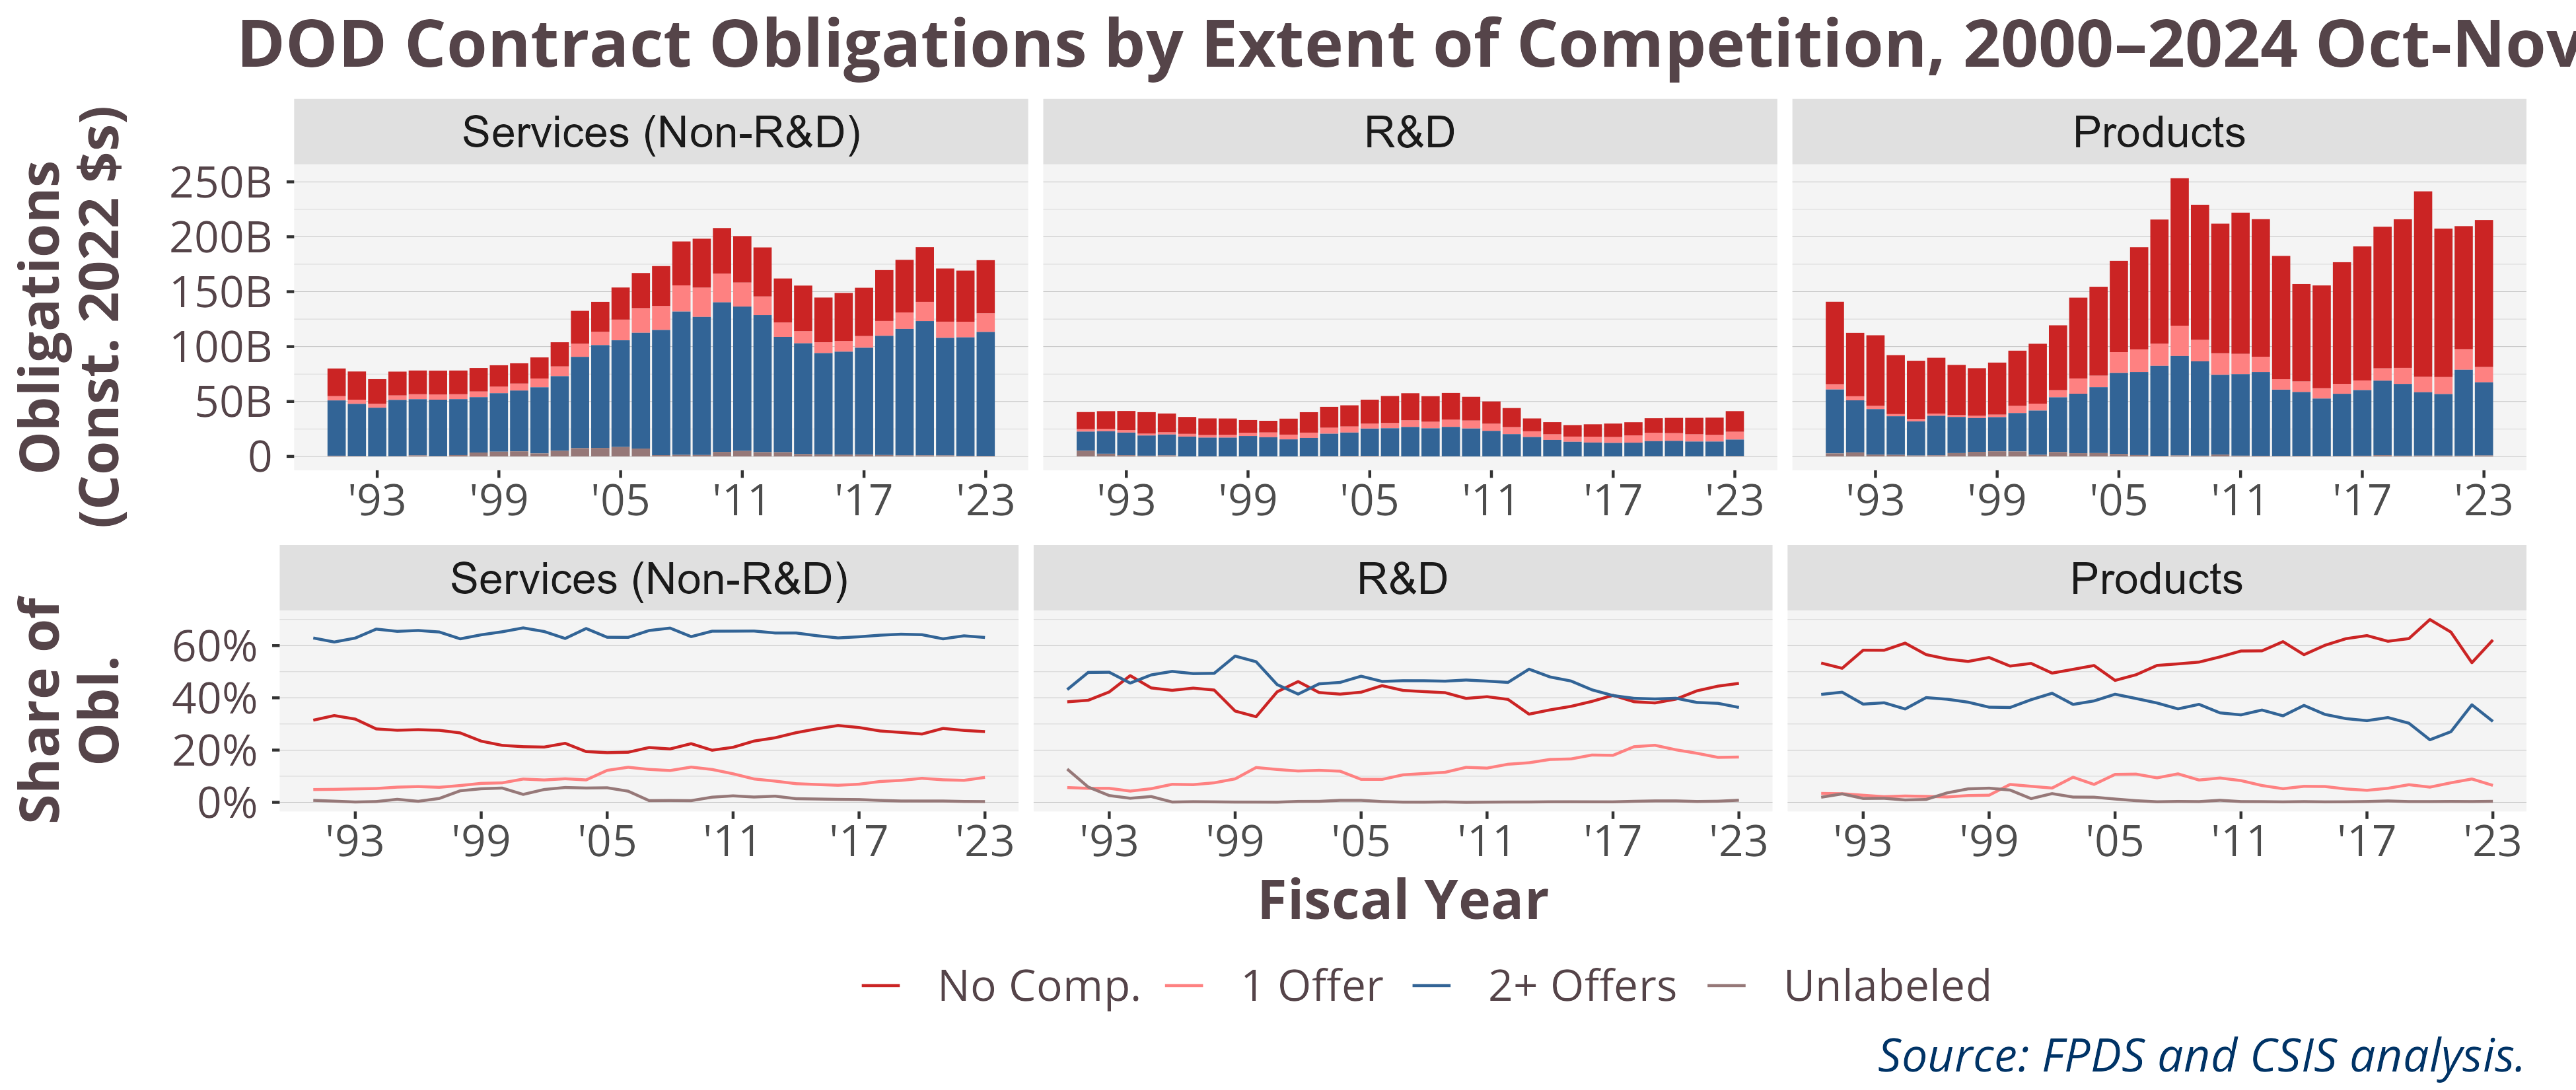 DOD Contract Obligations by Extent of Competition, 2000–2024 Oct-Nov
Obligations
(Const. 2022 $s)
Services (Non-R&D)
R&D
Products
250B
200B
150B
100B
50B
0
'93 '99 '05 '11 '17 '23
'93 '99 '05 '11 '17 '23
'93 '99 '05 '11 '17 '23
Share of
Obl.
Services (Non-R&D)
R&D
Products
60%
40%
20%
0%
'93 '99 '05 '11 '17 '23
'93 '99 '05 '11 '17 '23
'93 '99 '05 '11 '17 '23
Fiscal Year
No Comp. 1 Offer 2+ Offers Unlabeled
Source: FPDS and CSIS analysis.